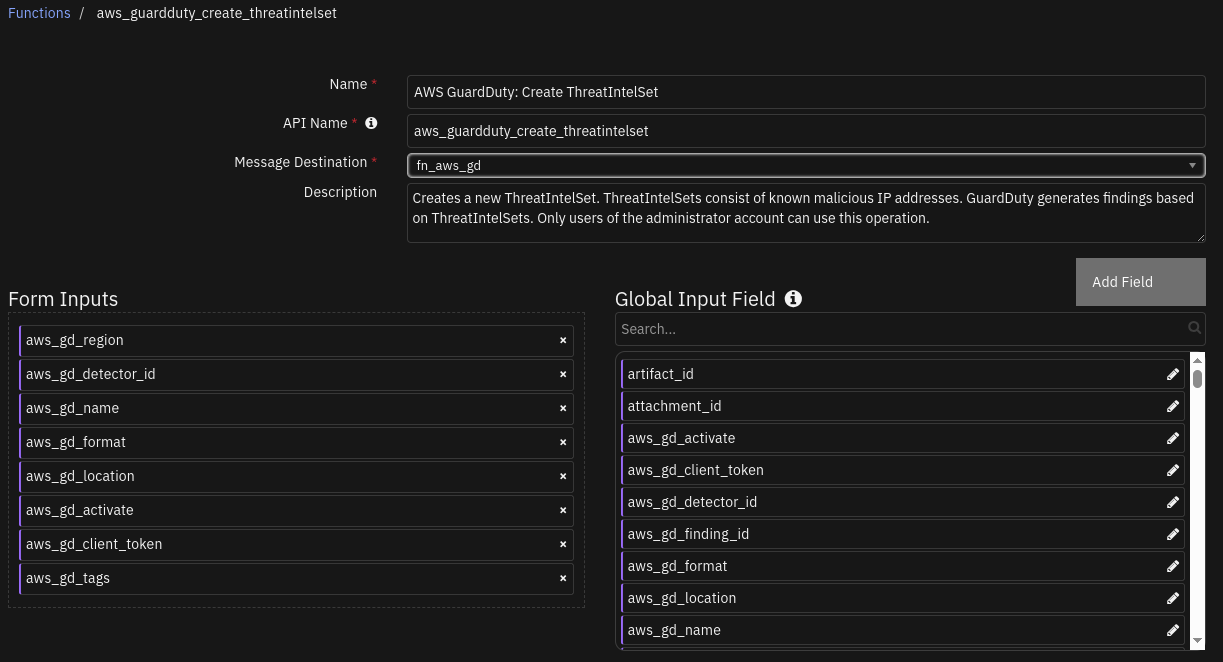 Functions / aws_guardduty_create_threatintelset
Name *
AWS GuardDuty: Create ThreatIntelSet
API Name *
aws_guardduty_create_threatintelset
Message Destination *
fn_aws_gd
Description
Creates a new ThreatIntelSet. ThreatIntelSets consist of known malicious IP addresses. GuardDuty generates findings based
on ThreatIntelSets. Only users of the administrator account can use this operation.
Add Field
Form Inputs
aws_gd_region
aws_gd_detector_id
aws_gd_name
aws_gd_format
aws_gd_location
aws_gd_activate
aws_gd_client_token
aws_gd_tags
Global Input Field
Search...
artifact_id
attachment_id
aws_gd_activate
aws_gd_client_token
aws_gd_detector_id
aws_gd_finding_id
aws_gd_format
aws_gd_location
aws_gd_name